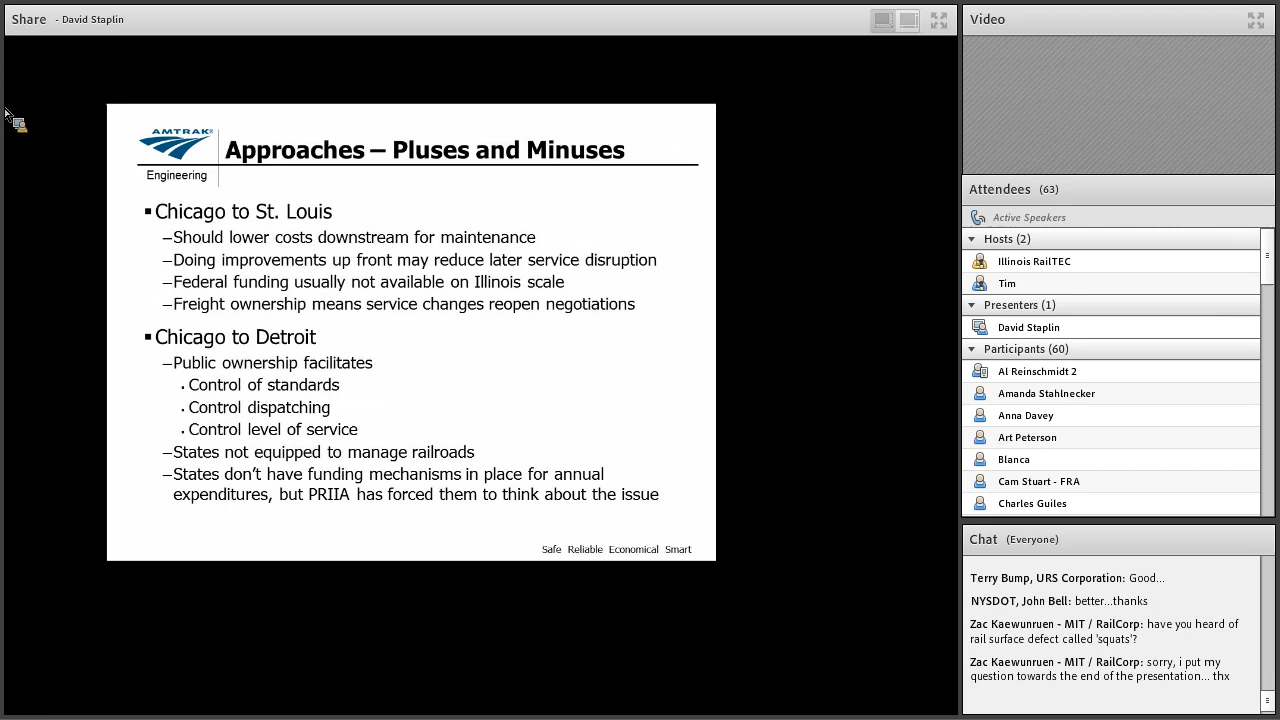 Share - David Staplin
AMTRAK®
Engineering
Approaches – Pluses and Minuses
▪Chicago to St. Louis
–Should lower costs downstream for maintenance
–Doing improvements up front may reduce later service disruption
–Federal funding usually not available on Illinois scale
–Freight ownership means service changes reopen negotiations
▪Chicago to Detroit
–Public ownership facilitates
. Control of standards
. Control dispatching
. Control level of service
–States not equipped to manage railroads
–States don't have funding mechanisms in place for annual
expenditures, but PRIIA has forced them to think about the issue
Safe Reliable Economical Smart
Video
Attendees (63)
Active Speakers
Hosts (2)
Illinois RailTEC
Tim
Presenters (1)
David Staplin
Participants (60)
Al Reinschmidt 2
Amanda Stahlnecker
Anna Davey
Art Peterson
Blanca
Cam Stuart - FRA
Charles Guiles
Chat (Everyone)
Terry Bump, URS Corporation: Good...
NYSDOT, John Bell: better...thanks
Zac Kaewunruen - MIT / RailCorp: have you heard of
rail surface defect called 'squats'?
Zac Kaewunruen - MIT / RailCorp: sorry, i put my
question towards the end of the presentation... thx